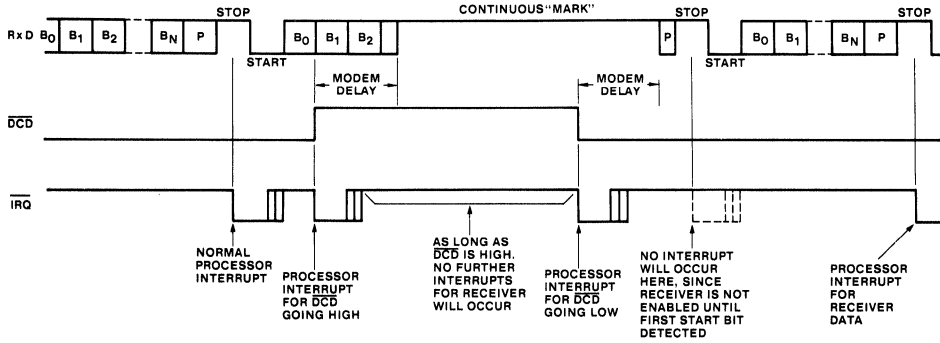 CONTINUOUS "MARK"
STOP
STOP
STOP
RxD
B0
B1
B2
BN
P
B0
B1
B2
P
B0
B1
BN
P
START
START
MODEM
DELAY
MODEM
DELAY
DCD
IRQ
NORMAL
PROCESSOR
INTERRUPT
PROCESSOR
INTERRUPT
FOR DCD
GOING HIGH
AS LONG AS
DCD IS HIGH.
NO FURTHER
INTERRUPTS
FOR RECEIVER
WILL OCCUR
PROCESSOR
INTERRUPT
FOR DCD
GOING LOW
NO INTERRUPT
WILL OCCUR
HERE, SINCE
RECEIVER IS NOT
ENABLED UNTIL
FIRST START BIT
DETECTED
PROCESSOR
INTERRUPT
FOR
RECEIVER
DATA